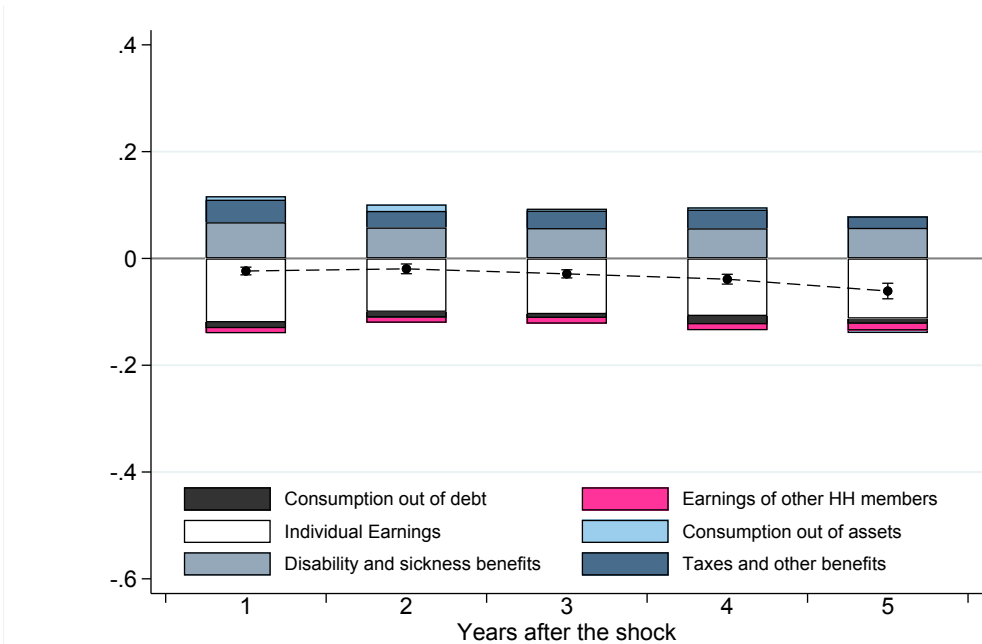 .4
.2
0
-.2
-.4
-.6
Consumption out of debt
Earnings of other HH members
Individual Earnings
Consumption out of assets
Disability and sickness benefits
Taxes and other benefits
1 2 3 4 5
Years after the shock